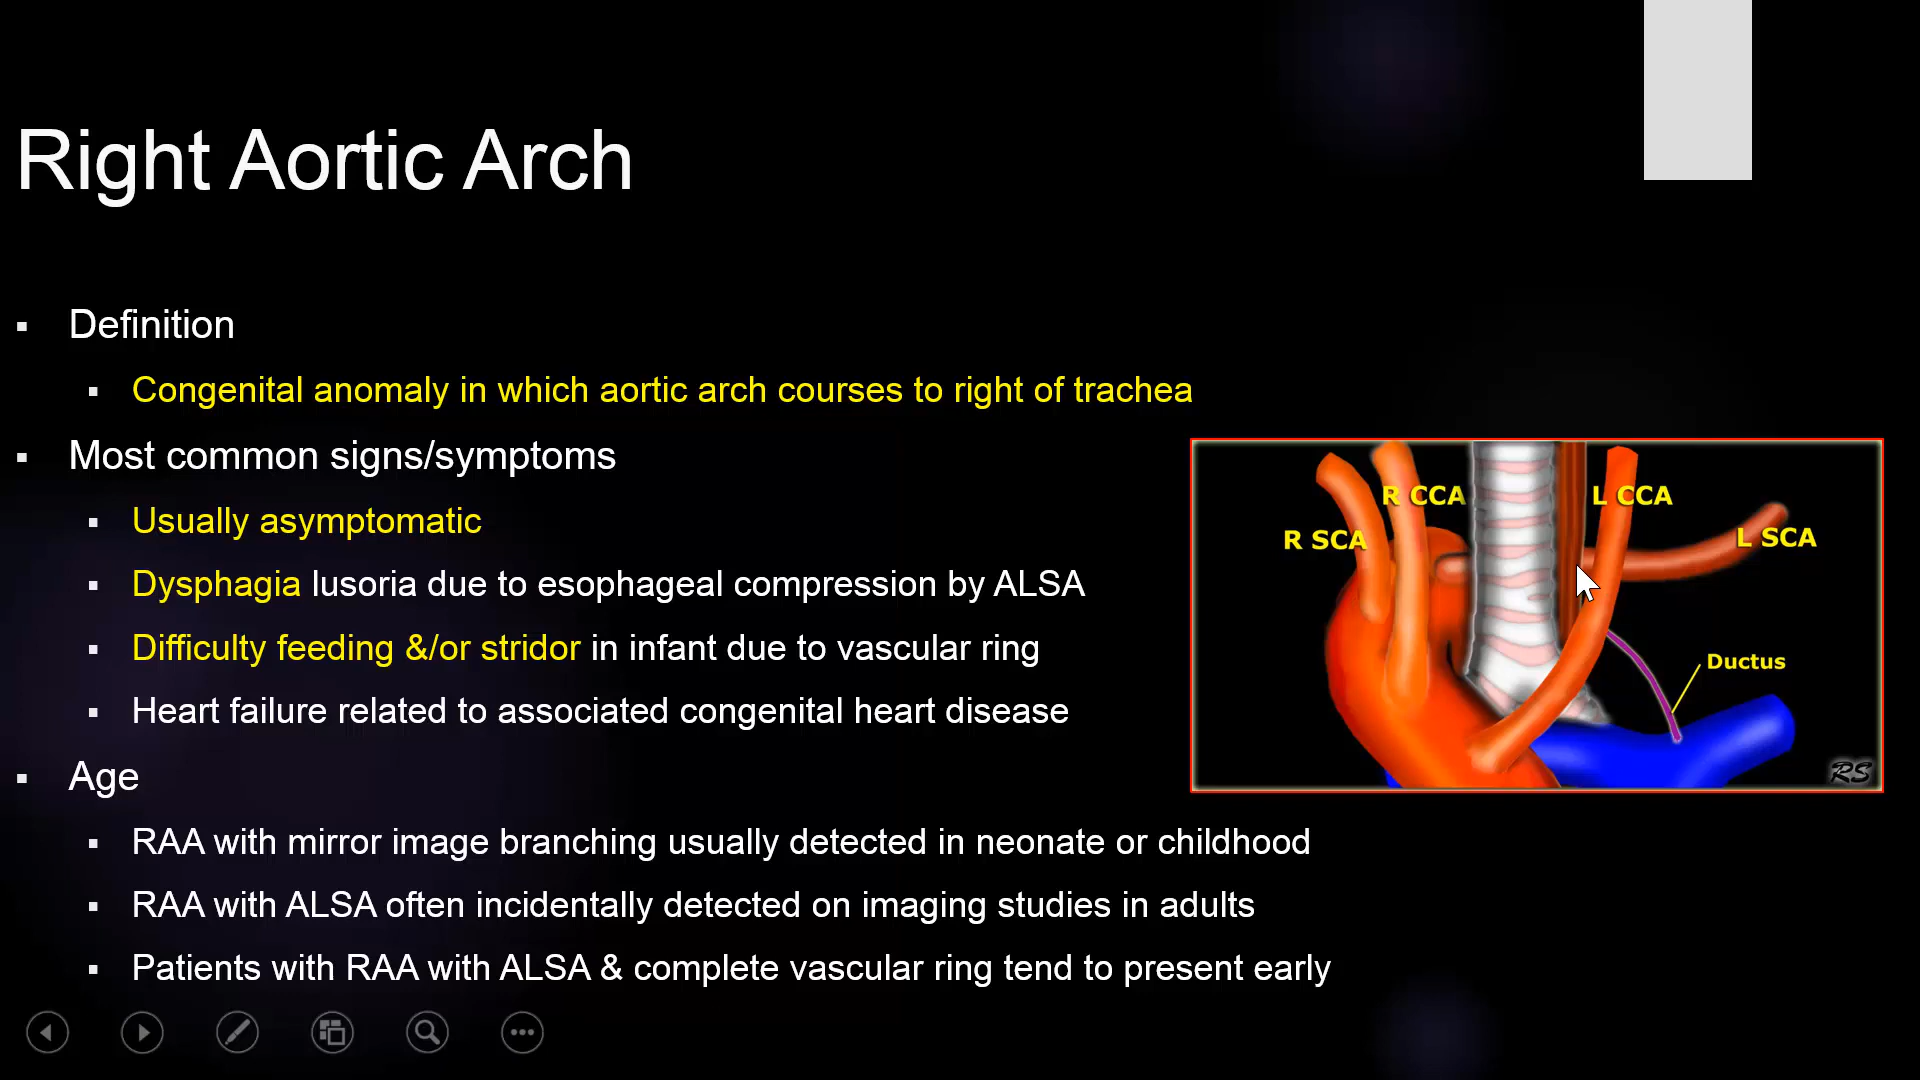 Right Aortic Arch
▪ Definition
▪ Congenital anomaly in which aortic arch courses to right of trachea
▪ Most common signs/symptoms
▪ Usually asymptomatic
▪ Dysphagia lusoria due to esophageal compression by ALSA
▪ Difficulty feeding &/or stridor in infant due to vascular ring
▪ Heart failure related to associated congenital heart disease
▪ Age
▪ RAA with mirror image branching usually detected in neonate or childhood
▪ RAA with ALSA often incidentally detected on imaging studies in adults
▪ Patients with RAA with ALSA & complete vascular ring tend to present early
R CCA
L CCA
R SCA
L SCA
Ductus
RS